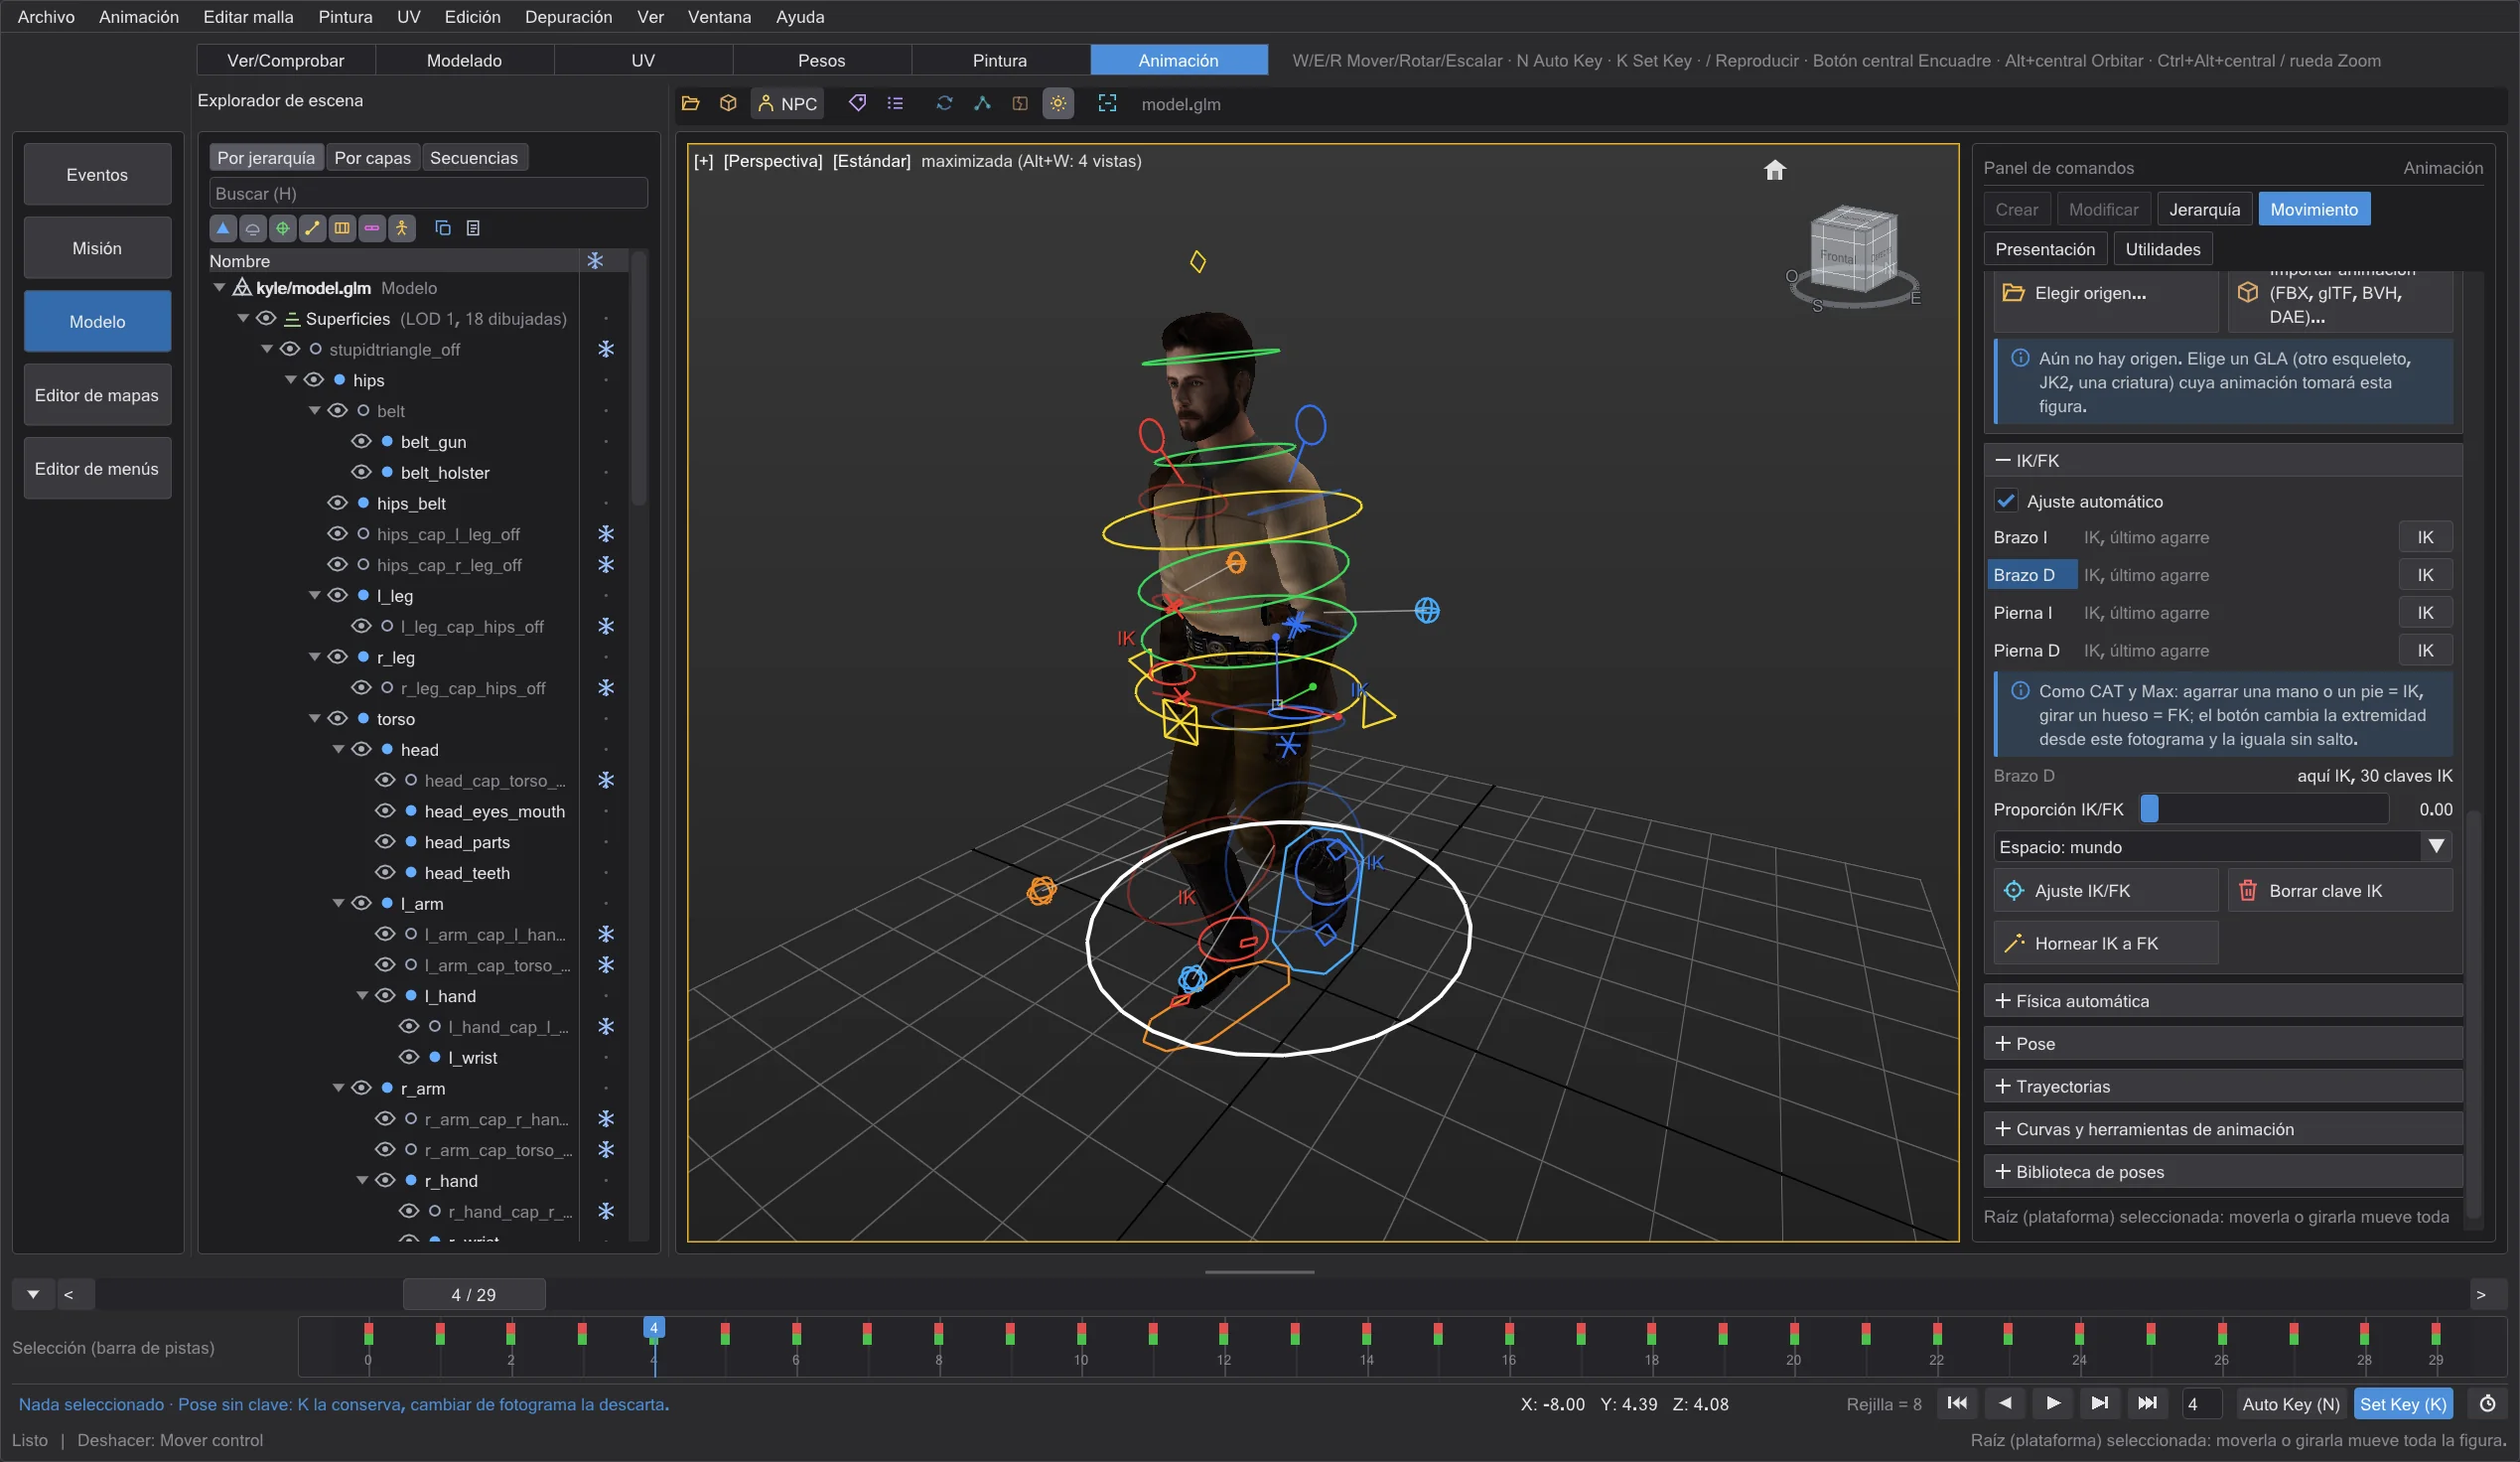 Archivo Animación Editar malla Pintura UV Edición Depuración Ver Ventana Ayuda
Ver/Comprobar Modelado UV Pesos Pintura Animación W/E/R Mover/Rotar/Escalar · N Auto Key · K Set Key · / Reproducir · Botón central Encuadre · Alt+central Orbitar · Ctrl+Alt+central / rueda Zoom
Explorador de escena
NPC model.glm
Eventos
Misión
Modelo
Editor de mapas
Editor de menús
Por jerarquía Por capas Secuencias
Buscar (H)
Nombre
kyle/model.glm Modelo
Superficies (LOD 1, 18 dibujadas)
stupidtriangle_off
hips
belt
belt_gun
belt_holster
hips_belt
hips_cap_l_leg_off
hips_cap_r_leg_off
l_leg
l_leg_cap_hips_off
r_leg
r_leg_cap_hips_off
torso
head
head_cap_torso_...
head_eyes_mouth
head_parts
head_teeth
l_arm
l_arm_cap_l_han...
l_arm_cap_torso_...
l_hand
l_hand_cap_l_...
l_wrist
r_arm
r_arm_cap_r_han...
r_arm_cap_torso_...
r_hand
r_hand_cap_r_...
r_wrist
[+] [Perspectiva] [Estándar] maximizada (Alt+W: 4 vistas)
Frontal
O
S
E
IK
IK
IK
IK
Panel de comandos Animación
Crear Modificar Jerarquía Movimiento
Presentación Utilidades
Elegir origen...
Importar animación
(FBX, glTF, BVH,
DAE)...
Aún no hay origen. Elige un GLA (otro esqueleto,
JK2, una criatura) cuya animación tomará esta
figura.
IK/FK
Ajuste automático
Brazo I IK, último agarre IK
Brazo D IK, último agarre IK
Pierna I IK, último agarre IK
Pierna D IK, último agarre IK
Como CAT y Max: agarrar una mano o un pie = IK,
girar un hueso = FK; el botón cambia la extremidad
desde este fotograma y la iguala sin salto.
Brazo D aquí IK, 30 claves IK
Proporción IK/FK 0.00
Espacio: mundo
Ajuste IK/FK Borrar clave IK
Hornear IK a FK
Física automática
Pose
Trayectorias
Curvas y herramientas de animación
Biblioteca de poses
Raíz (plataforma) seleccionada: moverla o girarla mueve toda
< 4 / 29 >
4
Selección (barra de pistas)
0 2 4 6 8 10 12 14 16 18 20 22 24 26 28 29
Nada seleccionado · Pose sin clave: K la conserva, cambiar de fotograma la descarta.
X: -8.00 Y: 4.39 Z: 4.08
Rejilla = 8 4 Auto Key (N) Set Key (K)
Listo | Deshacer: Mover control
Raíz (plataforma) seleccionada: moverla o girarla mueve toda la figura.